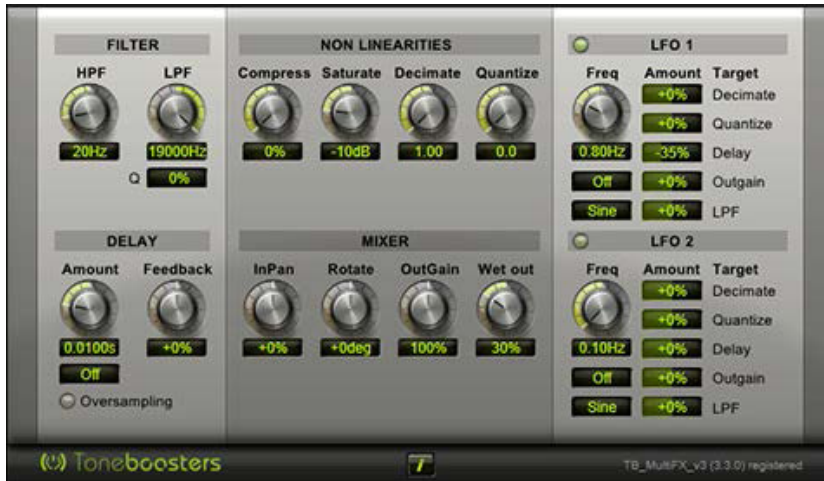 FILTER
HPF LPF
20Hz 19000Hz
Q 0%
NON LINEARITIES
Compress Saturate Decimate Quantize
0% -10dB 1.00 0.0
LFO 1
Freq Amount Target
+0% Decimate
+0% Quantize
0.80Hz -35% Delay
Off +0% Outgain
Sine +0% LPF
DELAY
Amount Feedback
0.0100s +0%
Off
Oversampling
MIXER
InPan Rotate OutGain Wet out
+0% +0deg 100% 30%
LFO 2
Freq Amount Target
+0% Decimate
+0% Quantize
0.10Hz +0% Delay
Off +0% Outgain
Sine +0% LPF
Toneboosters
TB_MultiFX_v3 (3.3.0) registered